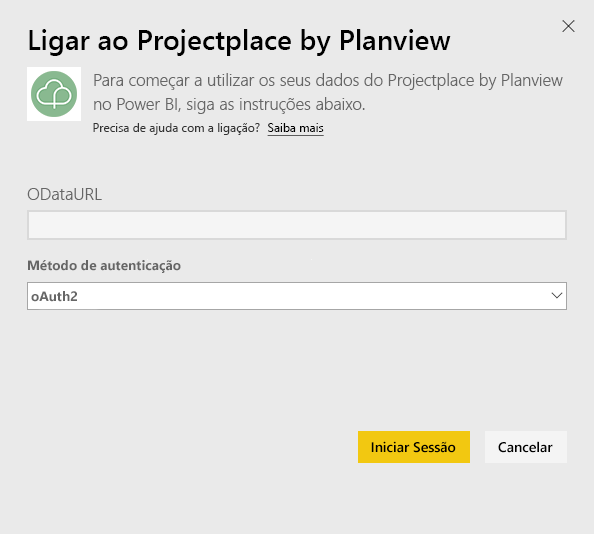 Ligar ao Projectplace by Planview
Para começar a utilizar os seus dados do Projectplace by Planview
no Power BI, siga as instruções abaixo.
Precisa de ajuda com a ligação? Saiba mais
ODataURL
Método de autenticação
oAuth2
Iniciar Sessão Cancelar